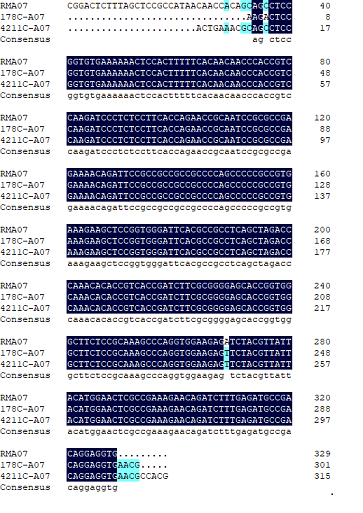 RMA07 CGGACTCTTTAGCTCCGCCATAACAACCACAGCAGCCTCC 40
178C-A07 ................................AAGACTCC 8
4211C-A07 .......................ACTGAAACGCAGCCTCC 17
Consensus ag ctcc
RMA07 GGTGTGAAAAAACTCCACTTTTTCACAACAACCCACCGTC 80
178C-A07 GGTGTGAAAAAACTCCACTTTTTCACAACAACCCACCGTC 48
4211C-A07 GGTGTGAAAAAACTCCACTTTTTCACAACAACCCACCGTC 57
Consensus ggtgtgaaaaaactccactttttcacaacaacccaccgtc
RMA07 CAAGATCCCTCTCCTTCACCAGAACCGCAATCCGCGCCGA 120
178C-A07 CAAGATCCCTCTCCTTCACCAGAACCGCAATCCGCGCCGA 88
4211C-A07 CAAGATCCCTCTCCTTCACCAGAACCGCAATCCGCGCCGA 97
Consensus caagatccctctccttcaccagaaccgcaatccgcgccga
RMA07 GAAAACAGATTCCGCCGCCGCCGCCCCAGCCCCCGCCGTG 160
178C-A07 GAAAACAGATTCCGCCGCCGCCGCCCCAGCCCCCGCCGTG 128
4211C-A07 GAAAACAGATTCCGCCGCCGCCGCCCCAGCCCCCGCCGTG 137
Consensus gaaaacagattccgccgccgccgccccagcccccgccgtg
RMA07 AAAGAAGCTCCGGTGGGATTCACGCCGCCTCAGCTAGACC 200
178C-A07 AAAGAAGCTCCGGTGGGATTCACGCCGCCTCAGCTAGACC 168
4211C-A07 AAAGAAGCTCCGGTGGGATTCACGCCGCCTCAGCTAGACC 177
Consensus aaagaagctccggtgggattcacgccgcctcagctagacc
RMA07 CAAACACACCGTCACCGATCTTCGCGGGGAGCACCGGTGG 240
178C-A07 CAAACACACCGTCACCGATCTTCGCGGGGAGCACCGGTGG 208
4211C-A07 CAAACACACCGTCACCGATCTTCGCGGGGAGCACCGGTGG 217
Consensus caaacacaccgtcaccgatcttcgcggggagcaccggtgg
RMA07 GCTTCTCCGCAAAGCCCAGGTGGAAGAGATCTACGTTATT 280
178C-A07 GCTTCTCCGCAAAGCCCAGGTGGAAGAGTTCTACGTTATT 248
4211C-A07 GCTTCTCCGCAAAGCCCAGGTGGAAGAGTTCTACGTTATT 257
Consensus gcttctccgcaaagcccaggtggaagag tctacgttatt
RMA07 ACATGGAACTCGCCGAAAGAACAGATCTTTGAGATGCCGA 320
178C-A07 ACATGGAACTCGCCGAAAGAACAGATCTTTGAGATGCCGA 288
4211C-A07 ACATGGAACTCGCCGAAAGAACAGATCTTTGAGATGCCGA 297
Consensus acatggaactcgccgaaagaacagatctttgagatgccga
RMA07 CAGGAGGTG......... 329
178C-A07 CAGGAGGTGAACG..... 301
4211C-A07 CAGGAGGTGAACGCCACG 315
Consensus caggaggtg
.